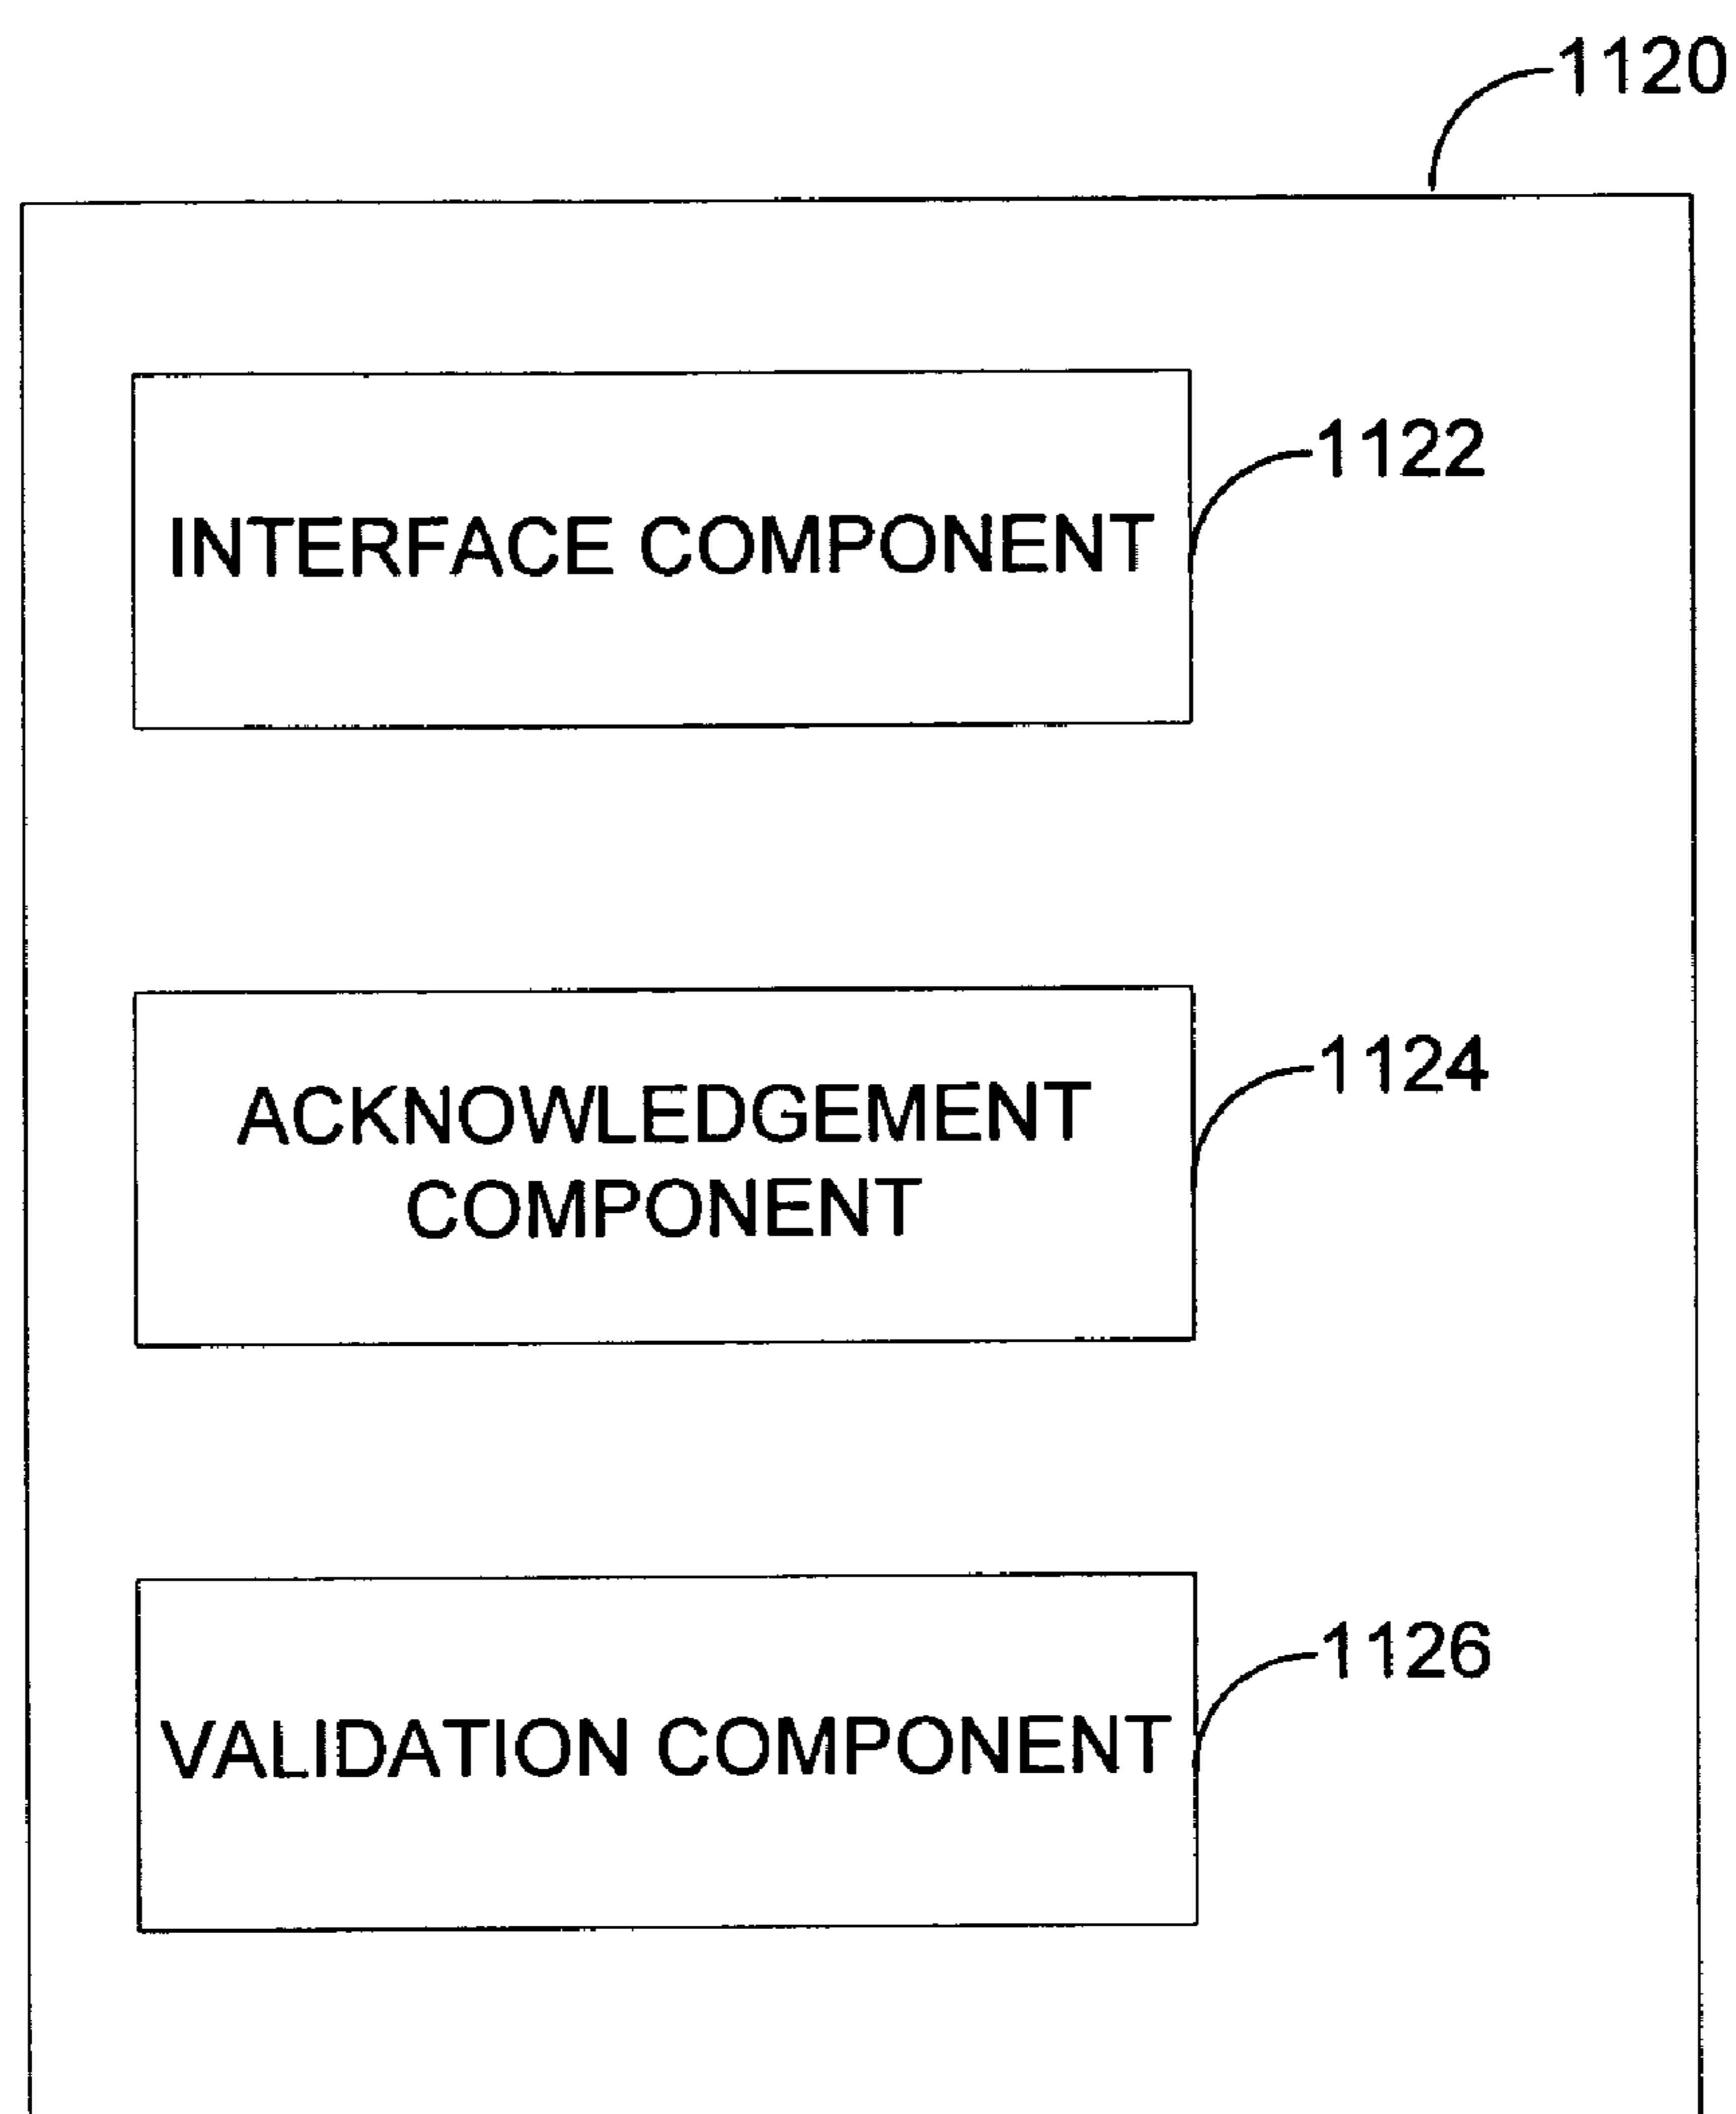 1120
1122
INTERFACE COMPONENT
1124
ACKNOWLEDGEMENT
COMPONENT
1126
VALIDATION COMPONENT